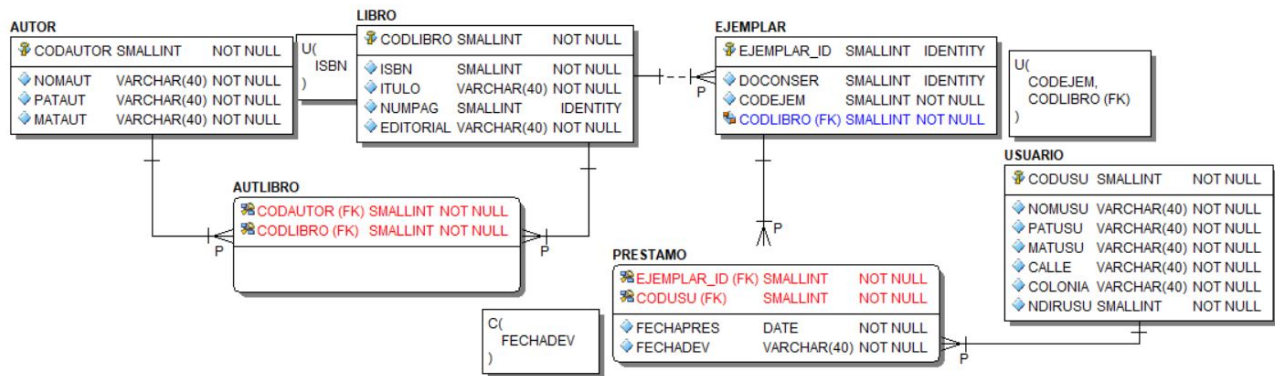 AUTOR
CODAUTOR SMALLINT NOT NULL
NOMAUT VARCHAR(40) NOT NULL
PATAUT VARCHAR(40) NOT NULL
MATAUT VARCHAR(40) NOT NULL
U(
ISBN
)
LIBRO
CODLIBRO SMALLINT NOT NULL
ISBN SMALLINT NOT NULL
ITULO VARCHAR(40) NOT NULL
NUMPAG SMALLINT IDENTITY
EDITORIAL VARCHAR(40) NOT NULL
P
EJEMPLAR
EJEMPLAR_ID SMALLINT IDENTITY
DOCONSER SMALLINT IDENTITY
CODEJEM SMALLINT NOT NULL
CODLIBRO (FK) SMALLINT NOT NULL
U(
CODEJEM,
CODLIBRO (FK)
)
USUARIO
CODUSU SMALLINT NOT NULL
NOMUSU VARCHAR(40) NOT NULL
PATUSU VARCHAR(40) NOT NULL
MATUSU VARCHAR(40) NOT NULL
CALLE VARCHAR(40) NOT NULL
COLONIA VARCHAR(40) NOT NULL
NDIRUSU SMALLINT NOT NULL
AUTLIBRO
CODAUTOR (FK) SMALLINT NOT NULL
CODLIBRO (FK) SMALLINT NOT NULL
P
P
P
PRESTAMO
EJEMPLAR_ID (FK) SMALLINT NOT NULL
CODUSU (FK) SMALLINT NOT NULL
FECHAPRES DATE NOT NULL
FECHADEV VARCHAR(40) NOT NULL
P
C(
FECHADEV
)